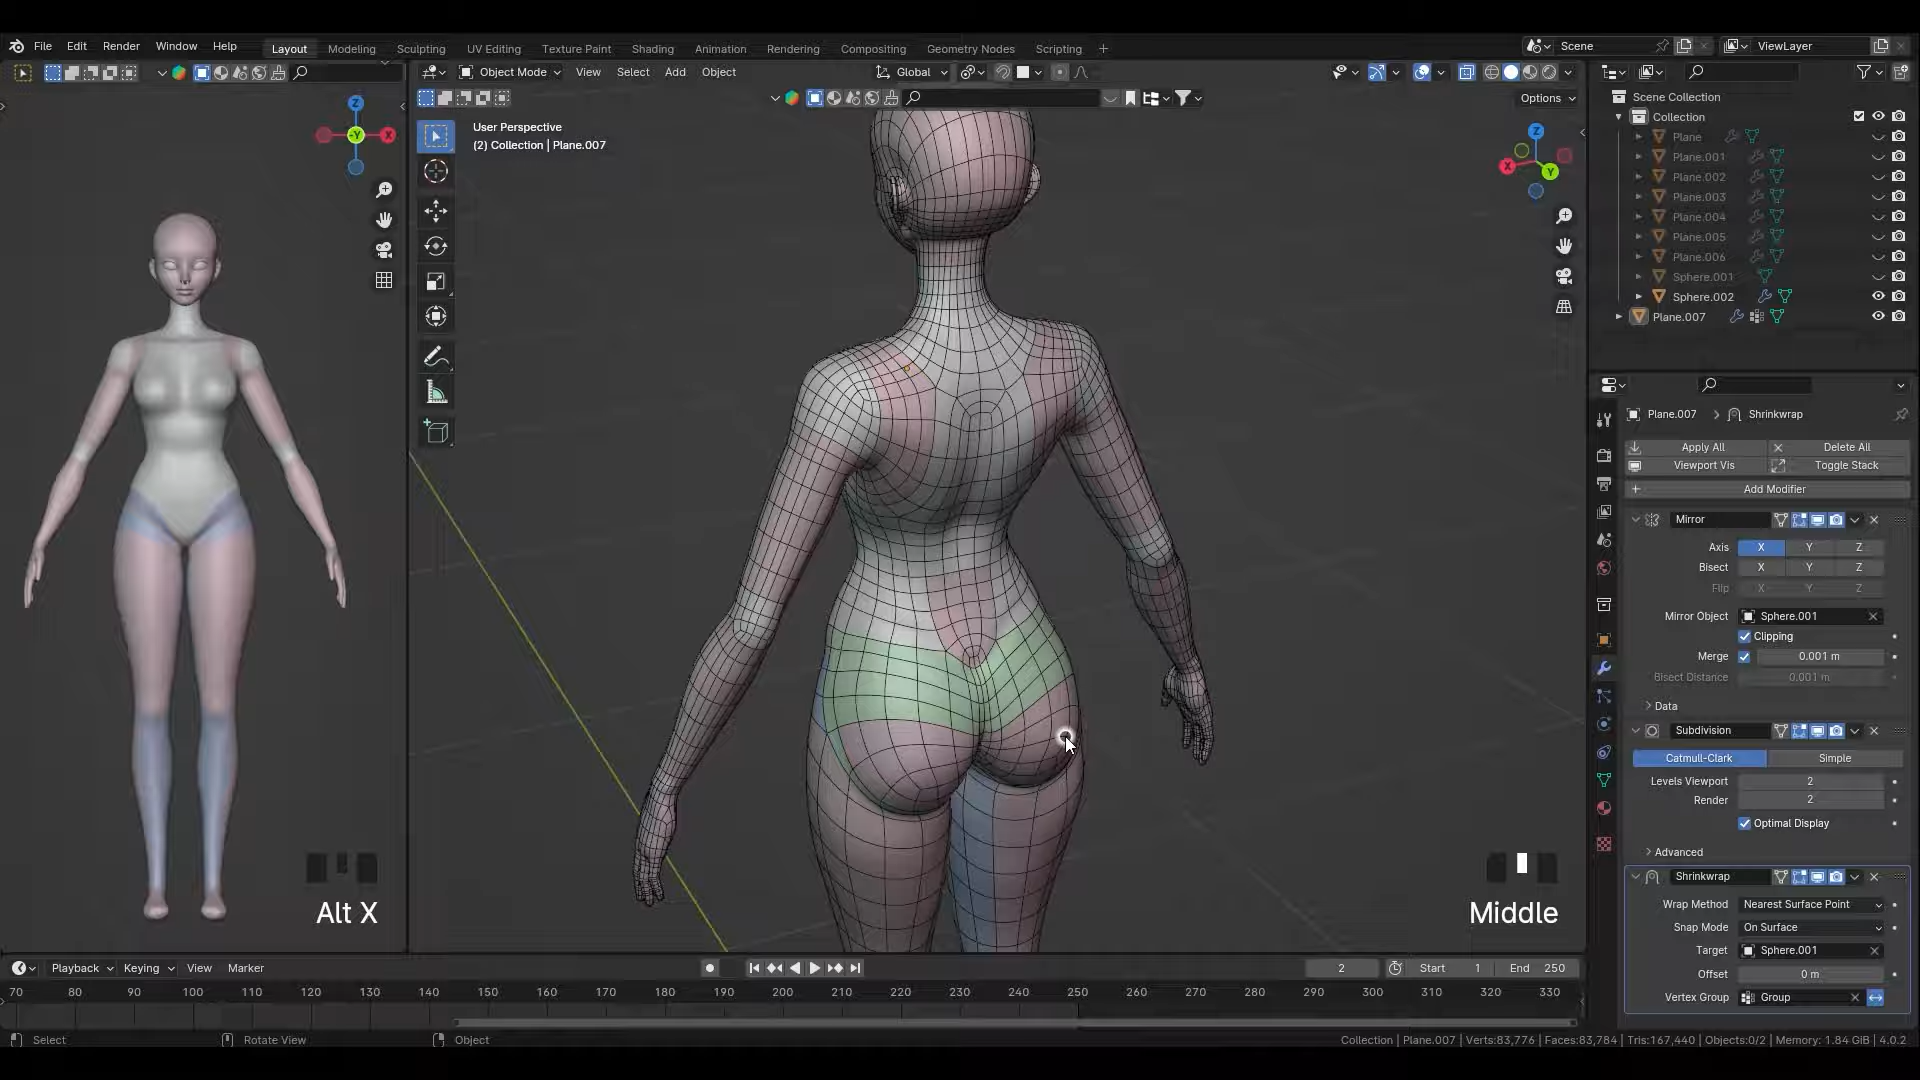 File Edit Render Window Help Layout Modeling Sculpting UV Editing Texture Paint Shading Animation Rendering Compositing Geometry Nodes Scripting + Scene ViewLayer
Object Mode View Select Add Object Global
Options
User Perspective
(2) Collection | Plane.007
Z
-Y X
Z
X Y
Alt X
Middle
Scene Collection
Collection
Plane
Plane.001
Plane.002
Plane.003
Plane.004
Plane.005
Plane.006
Sphere.001
Sphere.002
Plane.007
Plane.007 > Shrinkwrap
Apply All Delete All
Viewport Vis Toggle Stack
Add Modifier
Mirror
Axis X Y Z
Bisect X Y Z
Flip X Y Z
Mirror Object Sphere.001
Clipping
Merge 0.001 m
Bisect Distance 0.001 m
Data
Subdivision
Catmull-Clark Simple
Levels Viewport 2
Render 2
Optimal Display
Advanced
Shrinkwrap
Wrap Method Nearest Surface Point
Snap Mode On Surface
Target Sphere.001
Offset 0 m
Vertex Group Group
Playback Keying View Marker 2 Start 1 End 250
70 80 90 100 110 120 130 140 150 160 170 180 190 200 210 220 230 240 250 260 270 280 290 300 310 320 330
Select Rotate View Object Collection | Plane.007 | Verts:83,776 | Faces:83,784 | Tris:167,440 | Objects:0/2 | Memory: 1.84 GiB | 4.0.2